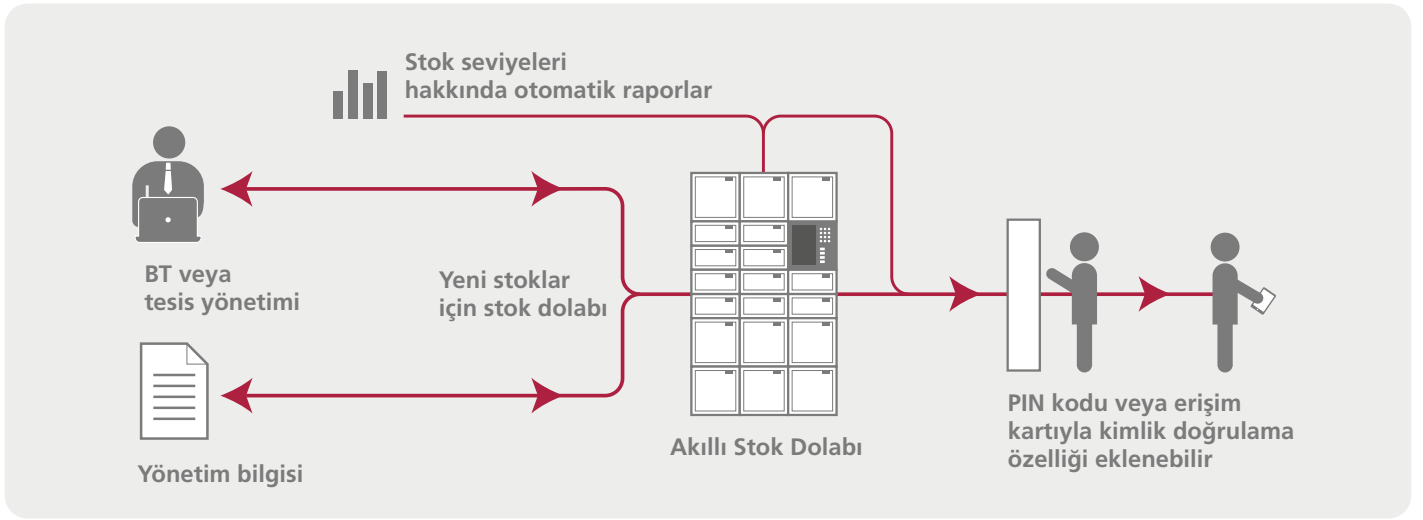 Stok seviyeleri
hakkında otomatik raporlar
BT veya
tesis yönetimi
Yeni stoklar
için stok dolabı
Yönetim bilgisi
Akıllı Stok Dolabı
PIN kodu veya erişim
kartıyla kimlik doğrulama
özelliği eklenebilir